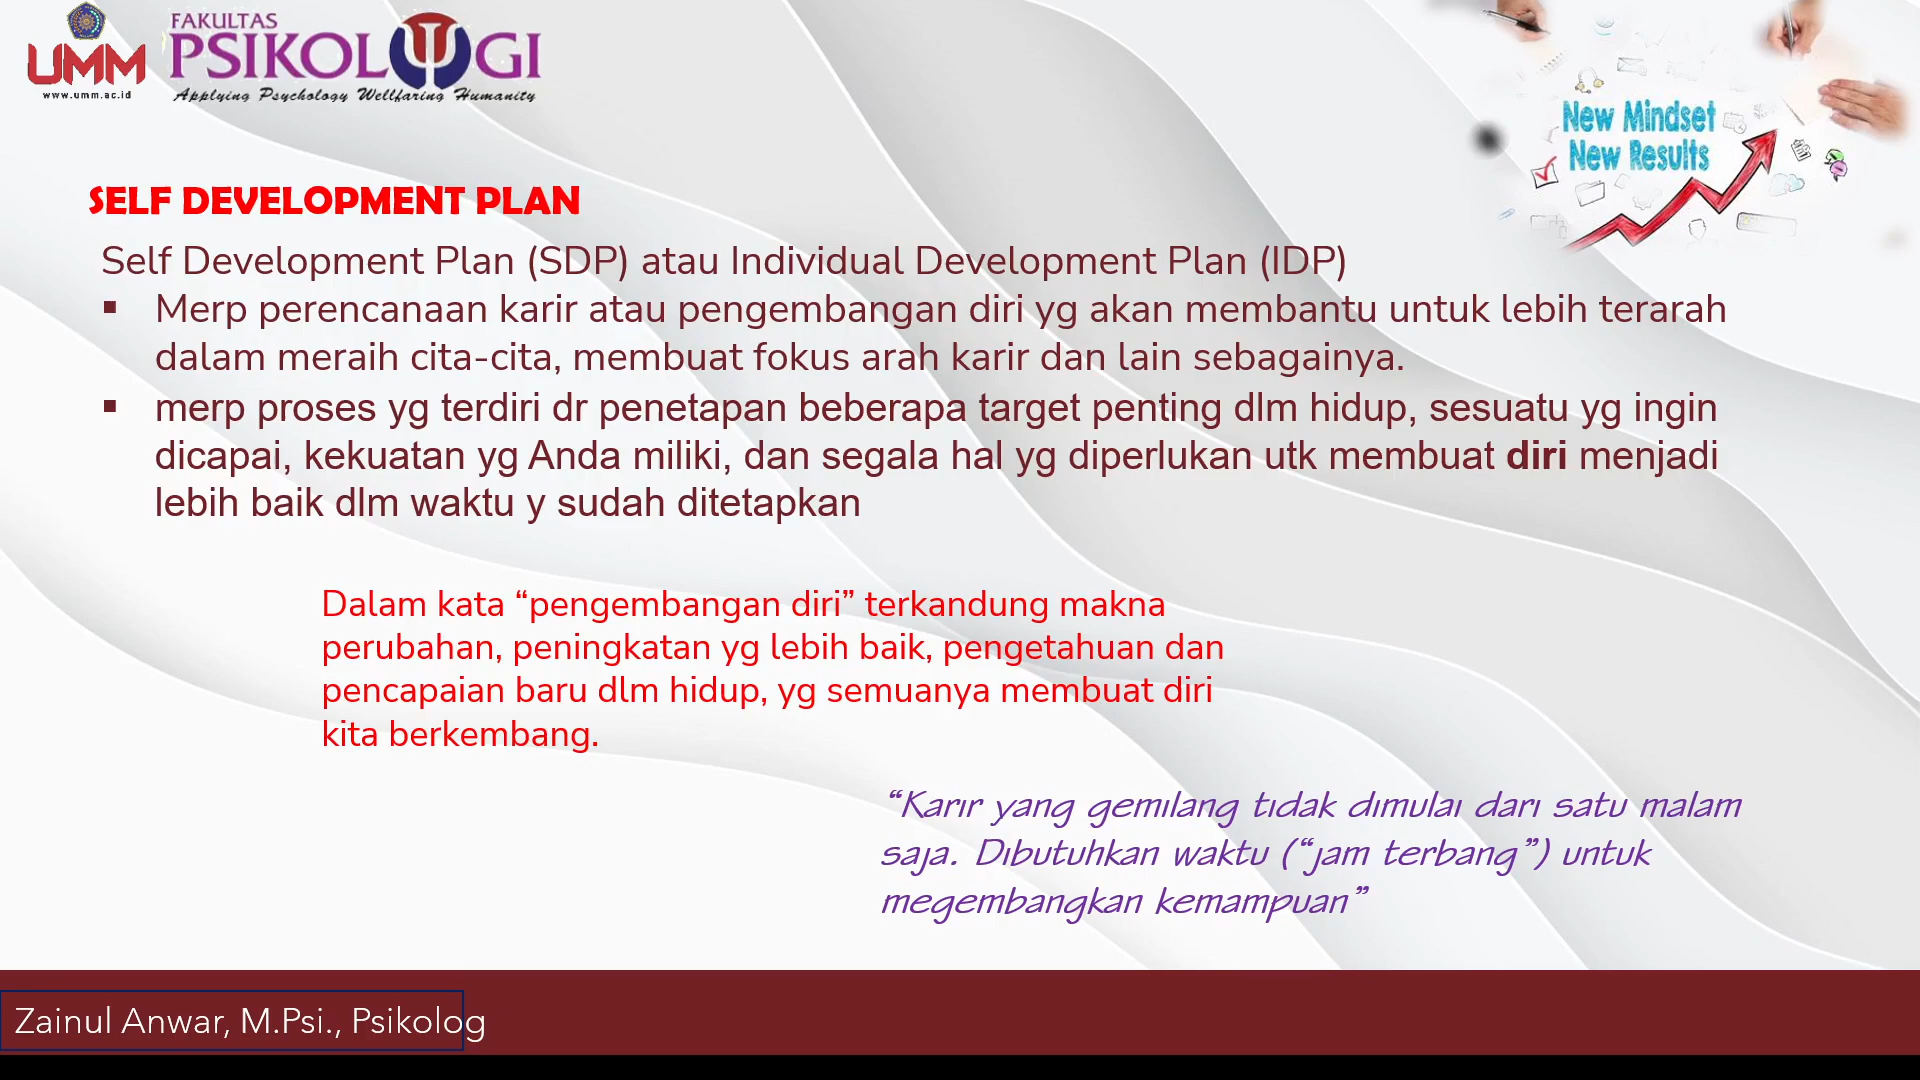 UMM
www.umm.ac.id
FAKULTAS
PSIKOLOGI
Applying Psychology Wellfaring Humanity
New Mindset
New Results
SELF DEVELOPMENT PLAN
Self Development Plan (SDP) atau Individual Development Plan (IDP)
▪ Merp perencanaan karir atau pengembangan diri yg akan membantu untuk lebih terarah
dalam meraih cita-cita, membuat fokus arah karir dan lain sebagainya.
▪ merp proses yg terdiri dr penetapan beberapa target penting dlm hidup, sesuatu yg ingin
dicapai, kekuatan yg Anda miliki, dan segala hal yg diperlukan utk membuat diri menjadi
lebih baik dlm waktu y sudah ditetapkan
Dalam kata “pengembangan diri” terkandung makna
perubahan, peningkatan yg lebih baik, pengetahuan dan
pencapaian baru dlm hidup, yg semuanya membuat diri
kita berkembang.
“Karir yang gemilang tidak dimulai dari satu malam
saja. Dibutuhkan waktu (“jam terbang”) untuk
megembangkan kemampuan”
Zainul Anwar, M.Psi., Psikolog